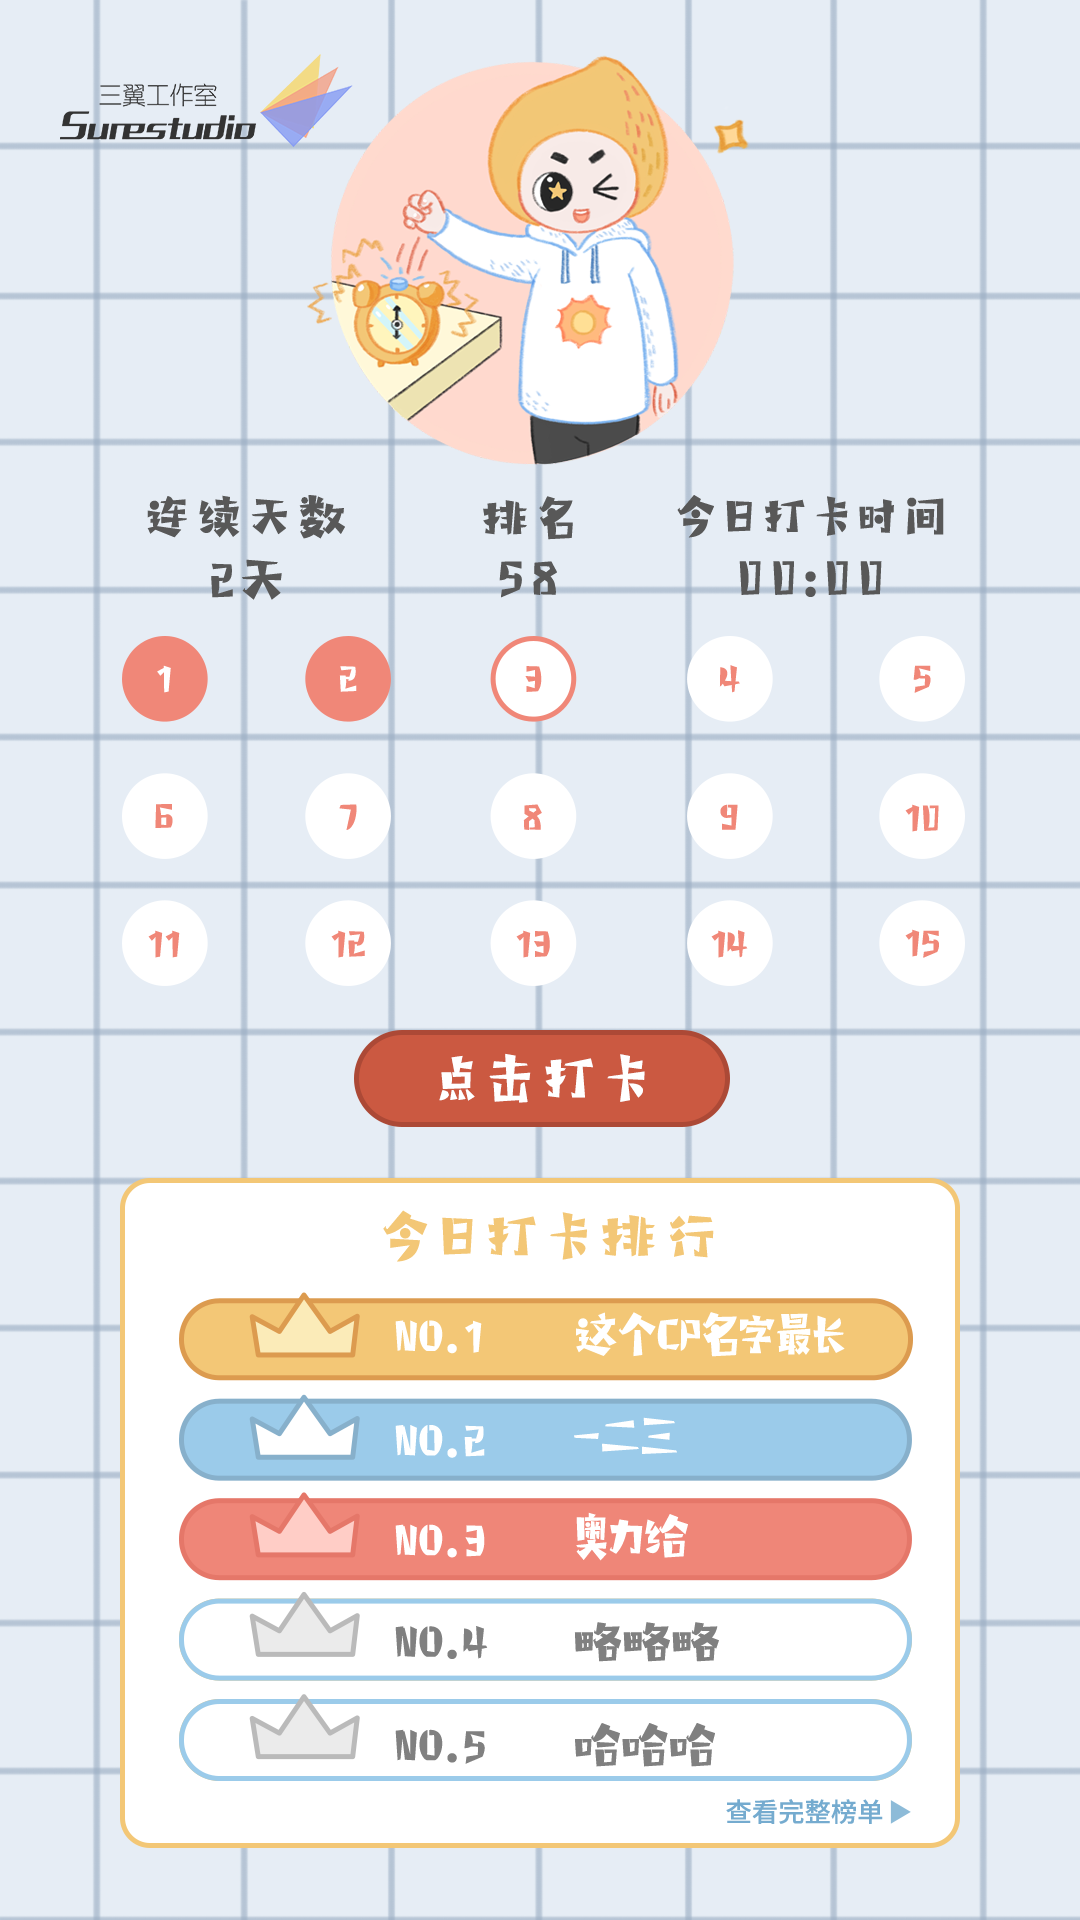 三翼工作室
Surestudio
连续天数 排名 今日打卡时间
2天 58 00:00
1 2 3 4 5
6 7 8 9 10
11 12 13 14 15
点击打卡
今日打卡排行
NO.1 这个CP名字最长
NO.2 一二三
NO.3 奥力给
NO.4 略略略
NO.5 哈哈哈
查看完整榜单